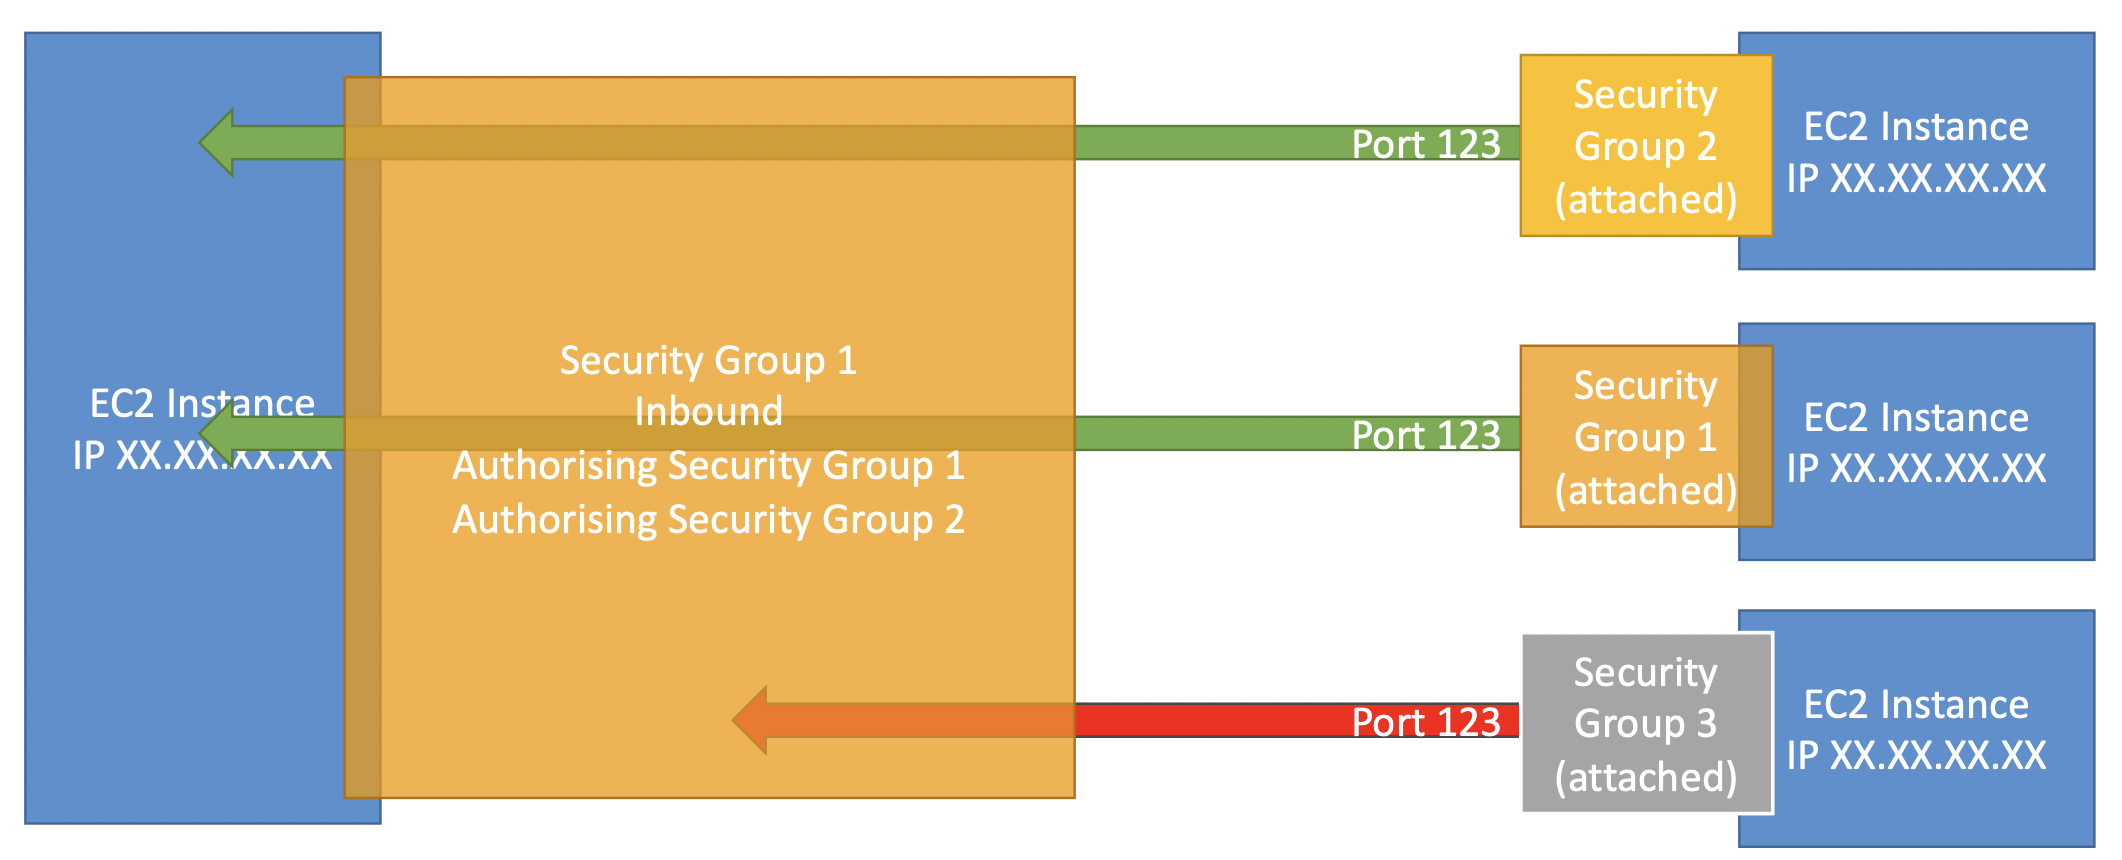 EC2 Instance
IP XX.XX.XX.XX
Security Group 1
Inbound
Authorising Security Group 1
Authorising Security Group 2
Port 123
Security
Group 2
(attached)
EC2 Instance
IP XX.XX.XX.XX
Port 123
Security
Group 1
(attached)
EC2 Instance
IP XX.XX.XX.XX
Port 123
Security
Group 3
(attached)
EC2 Instance
IP XX.XX.XX.XX